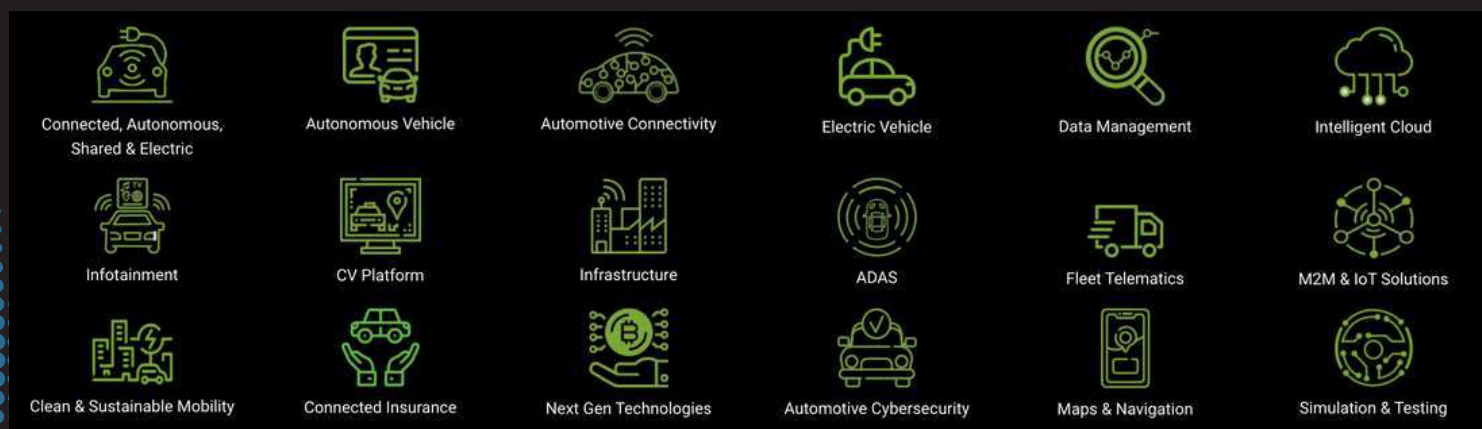 Connected, Autonomous,
Shared & Electric
Autonomous Vehicle
Automotive Connectivity
Electric Vehicle
Data Management
Intelligent Cloud
TV
Infotainment
CV Platform
Infrastructure
ADAS
Fleet Telematics
M2M & IoT Solutions
Clean & Sustainable Mobility
Connected Insurance
Next Gen Technologies
Automotive Cybersecurity
Maps & Navigation
Simulation & Testing